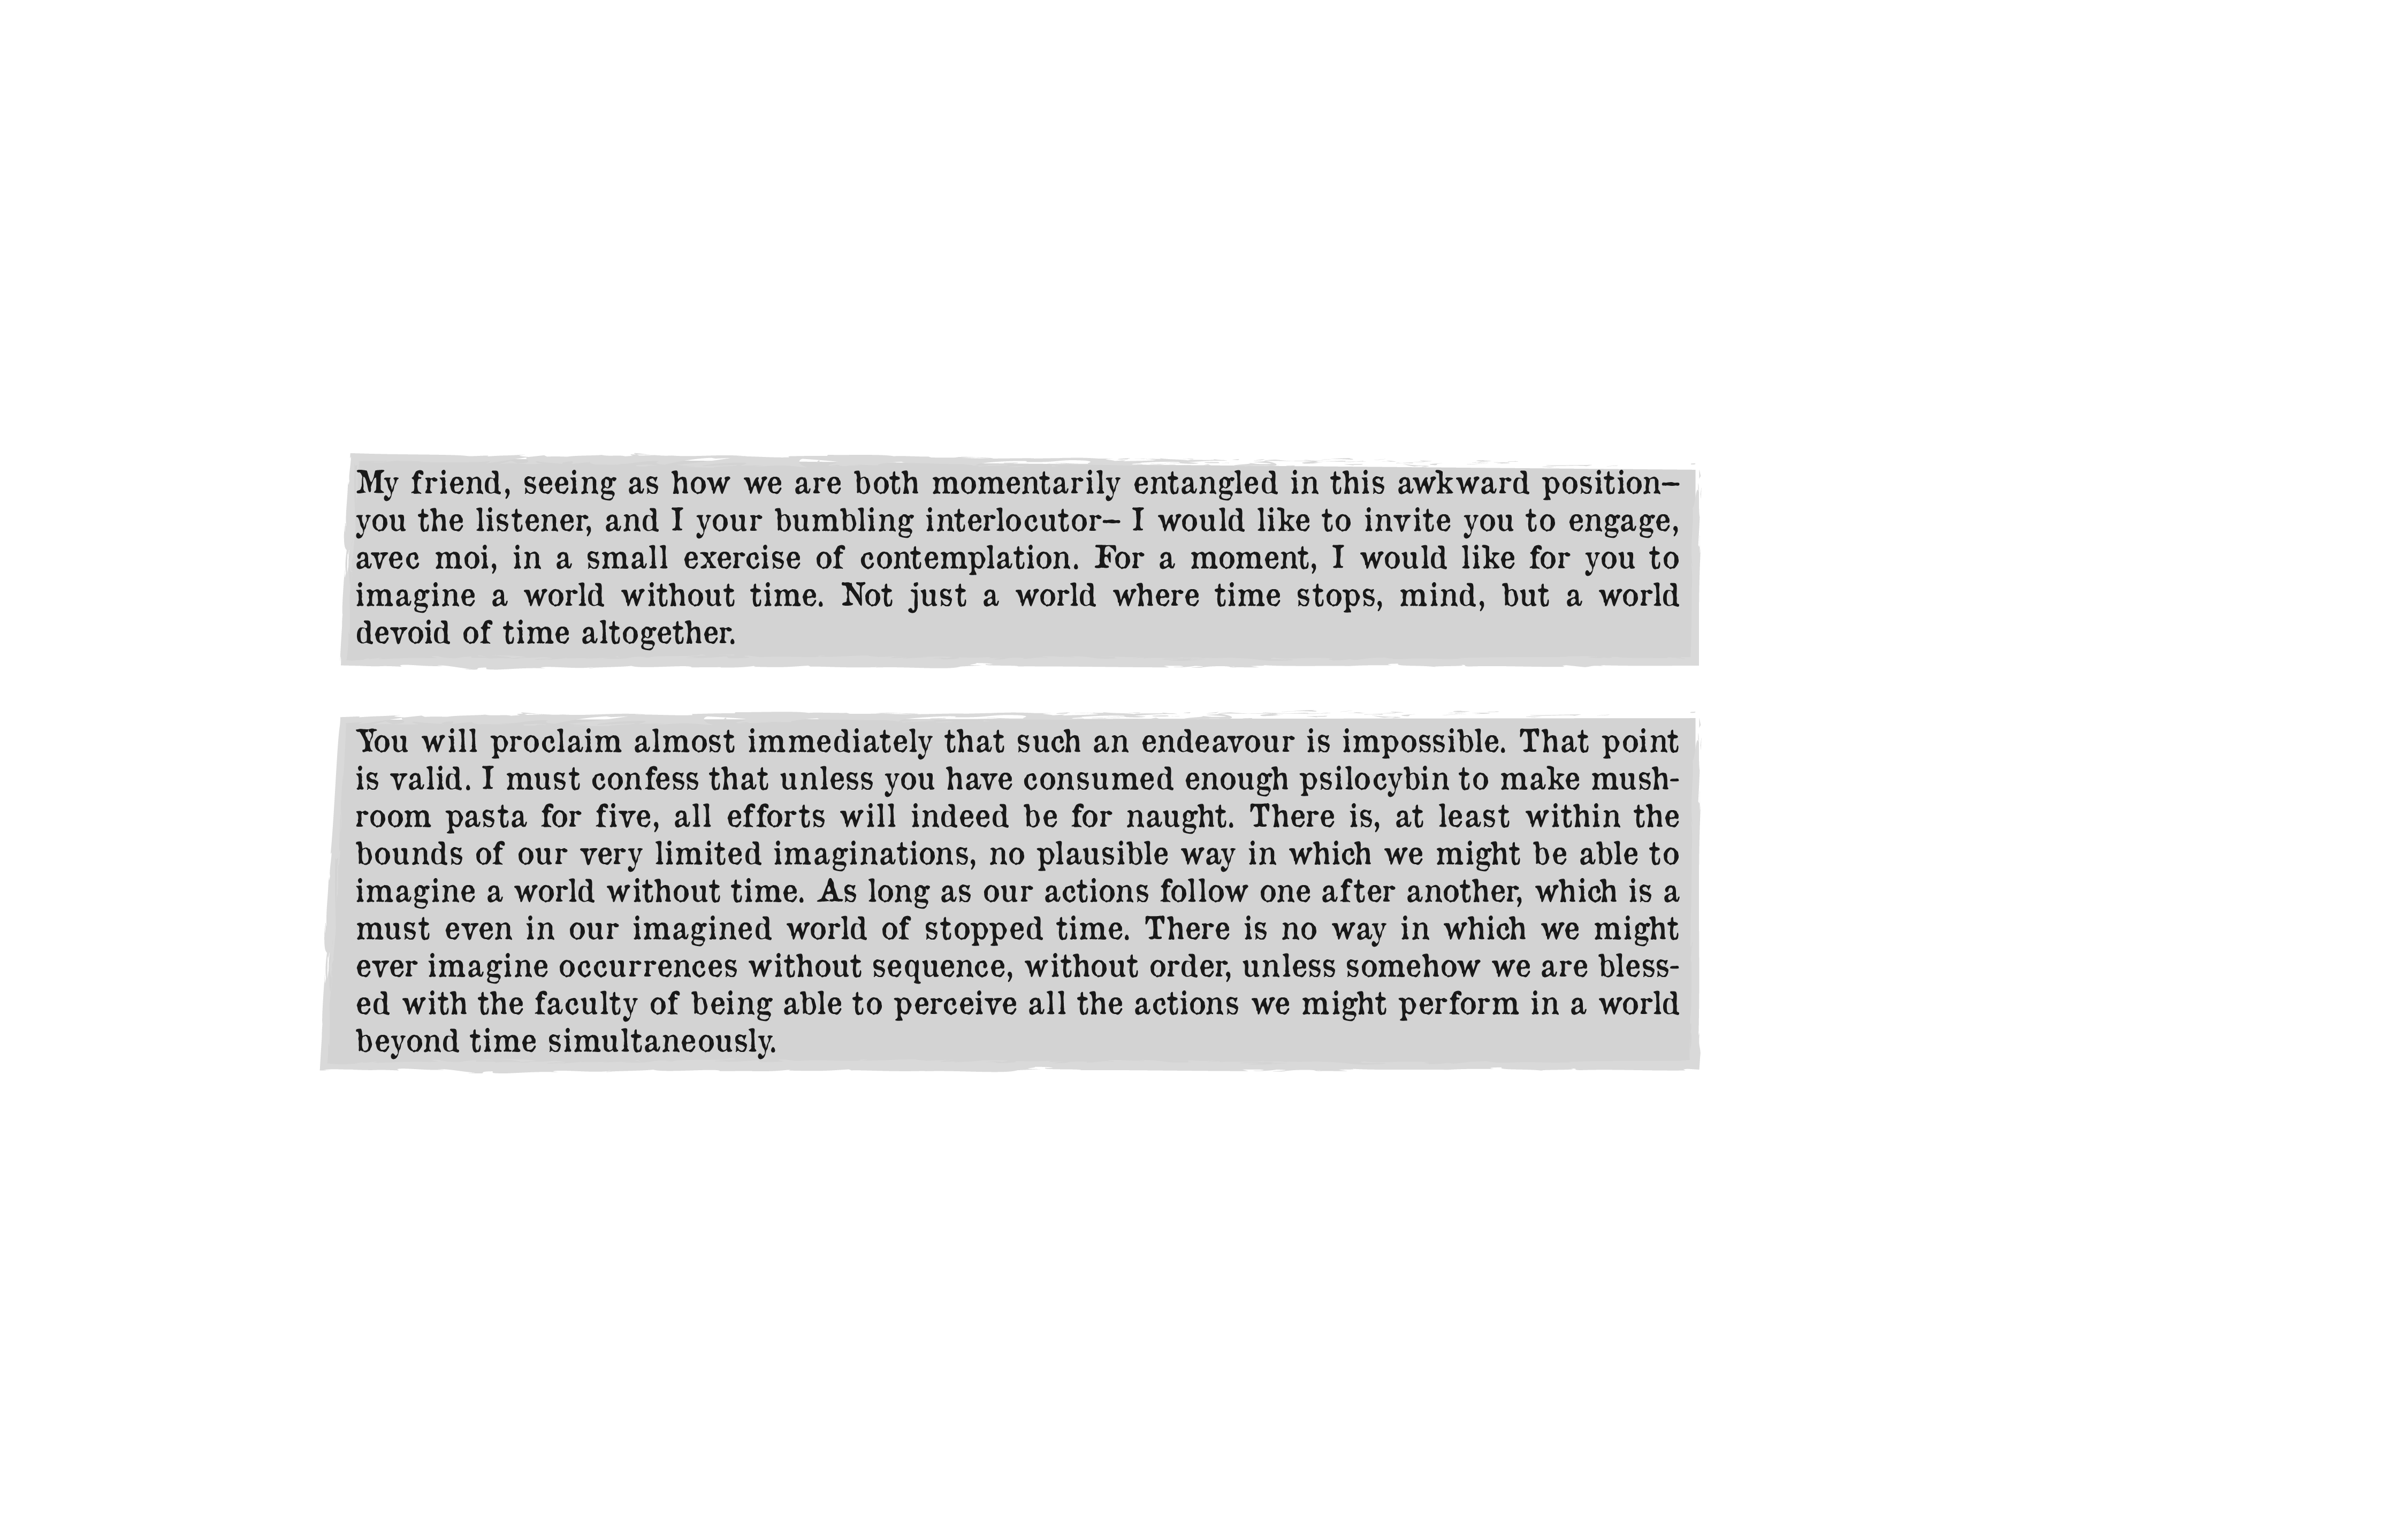 My friend, seeing as how we are both momentarily entangled in this awkward position–
you the listener, and I your bumbling interlocutor– I would like to invite you to engage,
avec moi, in a small exercise of contemplation. For a moment, I would like for you to
imagine a world without time. Not just a world where time stops, mind, but a world
devoid of time altogether.
You will proclaim almost immediately that such an endeavour is impossible. That point
is valid. I must confess that unless you have consumed enough psilocybin to make mush-
room pasta for five, all efforts will indeed be for naught. There is, at least within the
bounds of our very limited imaginations, no plausible way in which we might be able to
imagine a world without time. As long as our actions follow one after another, which is a
must even in our imagined world of stopped time. There is no way in which we might
ever imagine occurrences without sequence, without order, unless somehow we are bless-
ed with the faculty of being able to perceive all the actions we might perform in a world
beyond time simultaneously.